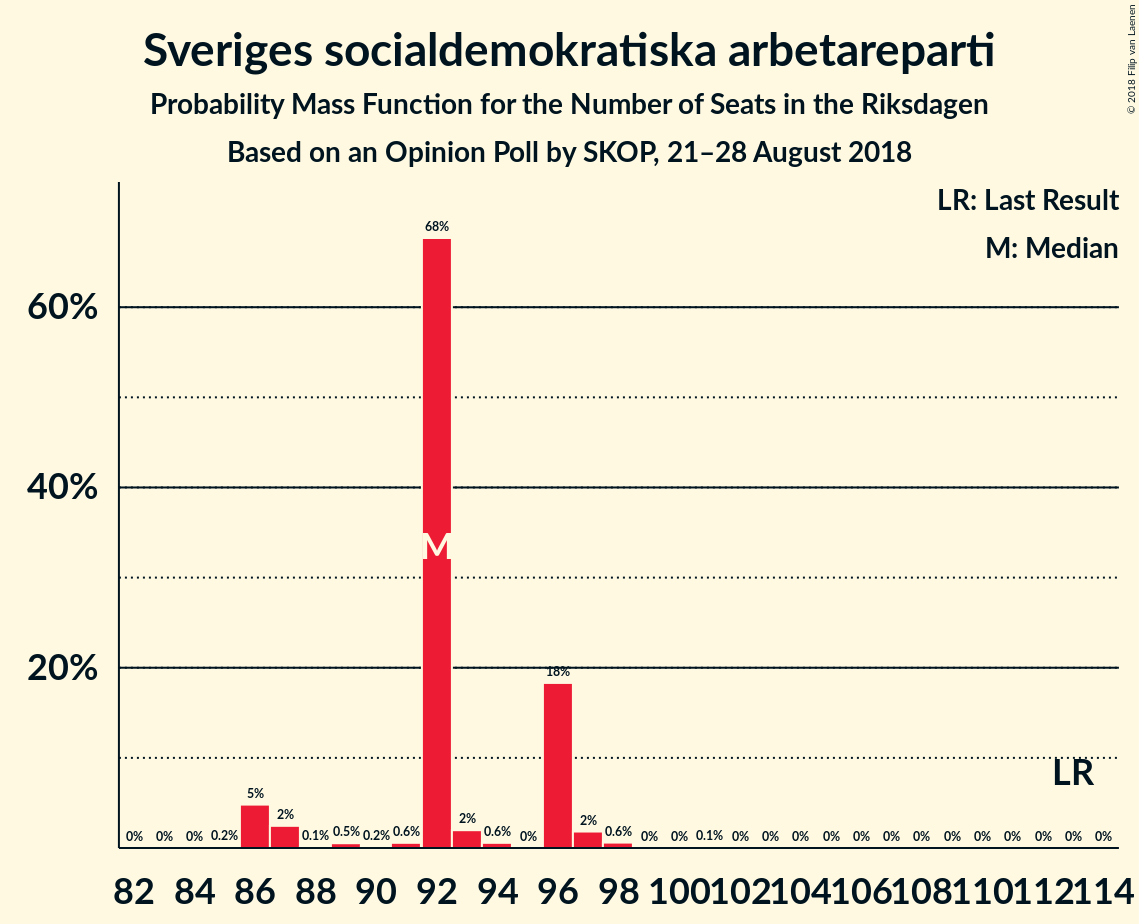 Sveriges socialdemokratiska arbetareparti
Probability Mass Function for the Number of Seats in the Riksdagen
Based on an Opinion Poll by SKOP, 21–28 August 2018
© 2018 Filip van Laenen
LR: Last Result
M: Median
60%
40%
20%
0% 0% 0% 0.2% 5% 2% 0.1% 0.5% 0.2% 0.6% 68% 2% 0.6% 0% 18% 2% 0.6% 0% 0% 0.1% 0% 0% 0% 0% 0% 0% 0% 0% 0% 0% 0% 0% 0%
M
LR
82 84 86 88 90 92 94 96 98 100 102 104 106 108 110 112 114